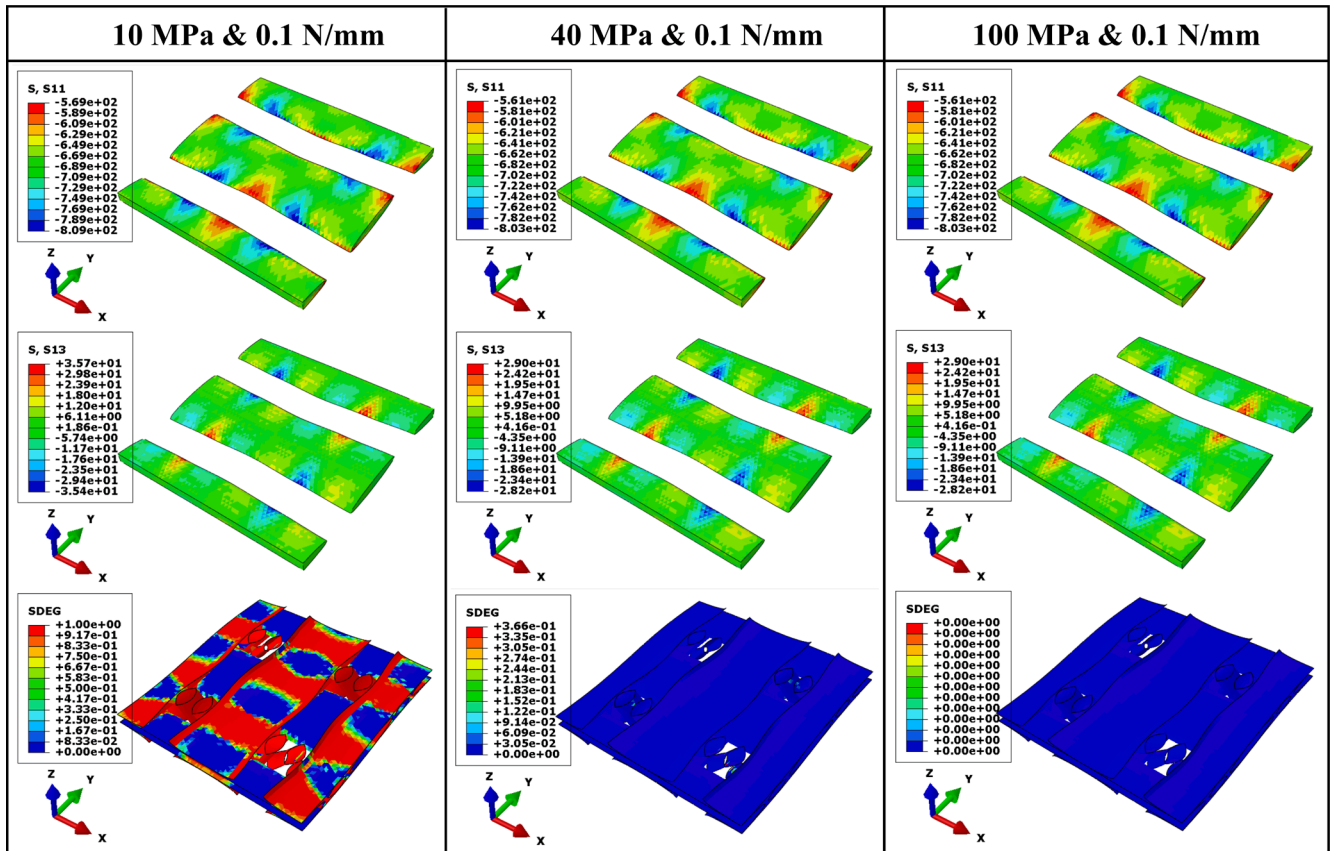 10 MPa & 0.1 N/mm
40 MPa & 0.1 N/mm
100 MPa & 0.1 N/mm
S, S11
-5.69e+02
-5.89e+02
-6.09e+02
-6.29e+02
-6.49e+02
-6.69e+02
-6.89e+02
-7.09e+02
-7.29e+02
-7.49e+02
-7.69e+02
-7.89e+02
-8.09e+02
Z
Y
X
S, S11
-5.61e+02
-5.81e+02
-6.01e+02
-6.21e+02
-6.41e+02
-6.62e+02
-6.82e+02
-7.02e+02
-7.22e+02
-7.42e+02
-7.62e+02
-7.82e+02
-8.03e+02
Z
Y
X
S, S11
-5.61e+02
-5.81e+02
-6.01e+02
-6.21e+02
-6.41e+02
-6.62e+02
-6.82e+02
-7.02e+02
-7.22e+02
-7.42e+02
-7.62e+02
-7.82e+02
-8.03e+02
Z
Y
X
S, S13
+3.57e+01
+2.98e+01
+2.39e+01
+1.80e+01
+1.20e+01
+6.11e+00
+1.86e-01
-5.74e+00
-1.17e+01
-1.76e+01
-2.35e+01
-2.94e+01
-3.54e+01
Z
Y
X
S, S13
+2.90e+01
+2.42e+01
+1.95e+01
+1.47e+01
+9.95e+00
+5.18e+00
+4.16e-01
-4.35e+00
-9.11e+00
-1.39e+01
-1.86e+01
-2.34e+01
-2.82e+01
Z
Y
X
S, S13
+2.90e+01
+2.42e+01
+1.95e+01
+1.47e+01
+9.95e+00
+5.18e+00
+4.16e-01
-4.35e+00
-9.11e+00
-1.39e+01
-1.86e+01
-2.34e+01
-2.82e+01
Z
Y
X
SDEG
+1.00e+00
+9.17e-01
+8.33e-01
+7.50e-01
+6.67e-01
+5.83e-01
+5.00e-01
+4.17e-01
+3.33e-01
+2.50e-01
+1.67e-01
+8.33e-02
+0.00e+00
Z
Y
X
SDEG
+3.66e-01
+3.35e-01
+3.05e-01
+2.74e-01
+2.44e-01
+2.13e-01
+1.83e-01
+1.52e-01
+1.22e-01
+9.14e-02
+6.09e-02
+3.05e-02
+0.00e+00
Z
Y
X
SDEG
+0.00e+00
+0.00e+00
+0.00e+00
+0.00e+00
+0.00e+00
+0.00e+00
+0.00e+00
+0.00e+00
+0.00e+00
+0.00e+00
+0.00e+00
+0.00e+00
+0.00e+00
Z
Y
X